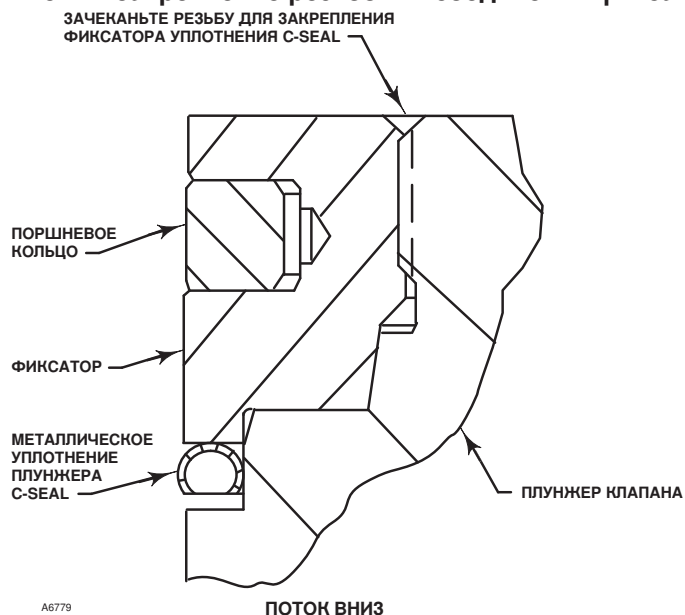 ЗАЧЕКАНЬТЕ РЕЗЬБУ ДЛЯ ЗАКРЕПЛЕНИЯ
ФИКСАТОРА УПЛОТНЕНИЯ C-SEAL
ПОРШНЕВОЕ
КОЛЬЦО
ФИКСАТОР
МЕТАЛЛИЧЕСКОЕ
УПЛОТНЕНИЕ
ПЛУНЖЕРА
C-SEAL
ПЛУНЖЕР КЛАПАНА
A6779
ПОТОК ВНИЗ